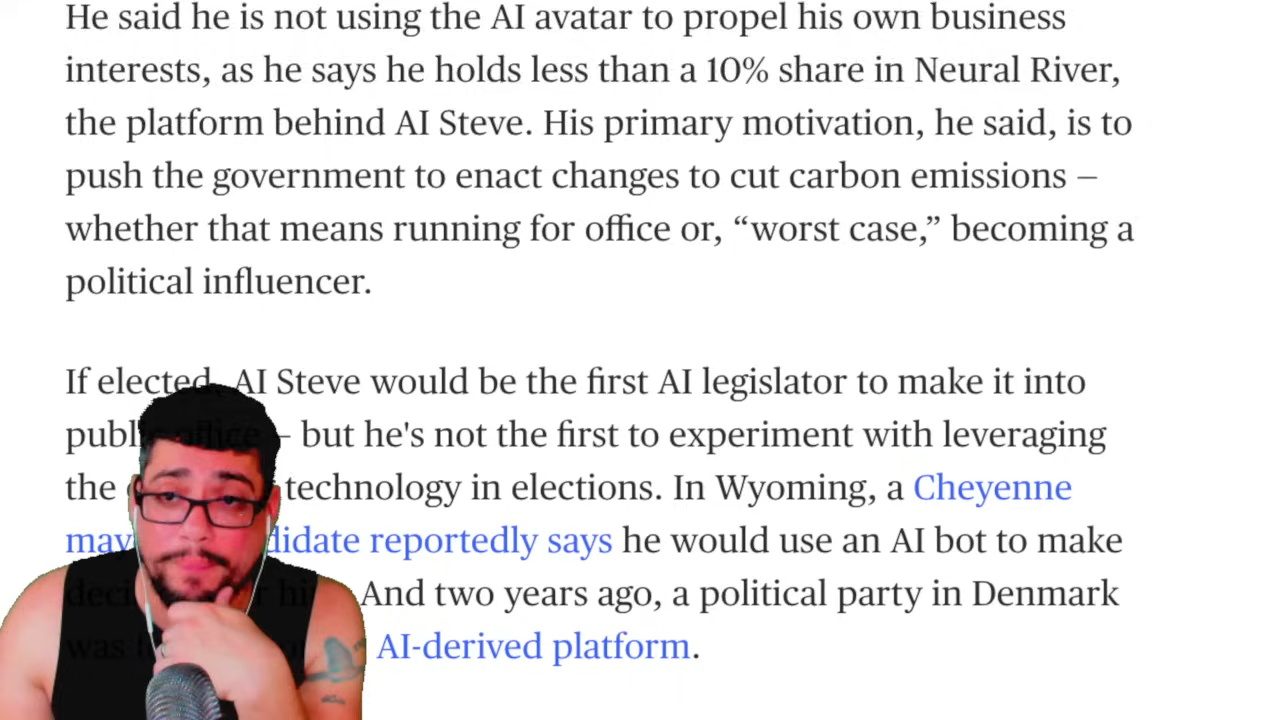 He said he is not using the AI avatar to propel his own business
interests, as he says he holds less than a 10% share in Neural River,
the platform behind AI Steve. His primary motivation, he said, is to
push the government to enact changes to cut carbon emissions –
whether that means running for office or, “worst case,” becoming a
political influencer.
If elected, AI Steve would be the first AI legislator to make it into
public office – but he's not the first to experiment with leveraging
the technology in elections. In Wyoming, a Cheyenne
reportedly says he would use an AI bot to make
And two years ago, a political party in Denmark
was AI-derived platform.